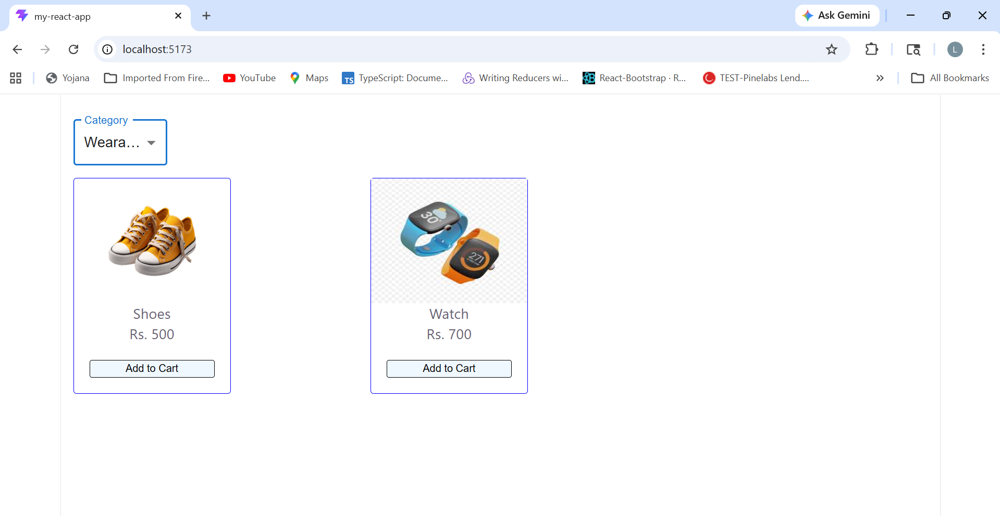 my-react-app
Ask Gemini
localhost:5173
L
Yojana
Imported From Fire...
YouTube
Maps
TS
TypeScript: Docume...
Writing Reducers wi...
B
React-Bootstrap · R...
TEST-Pinelabs Lend....
All Bookmarks
Category
Weara...
30°
271
Shoes
Rs. 500
Add to Cart
Watch
Rs. 700
Add to Cart